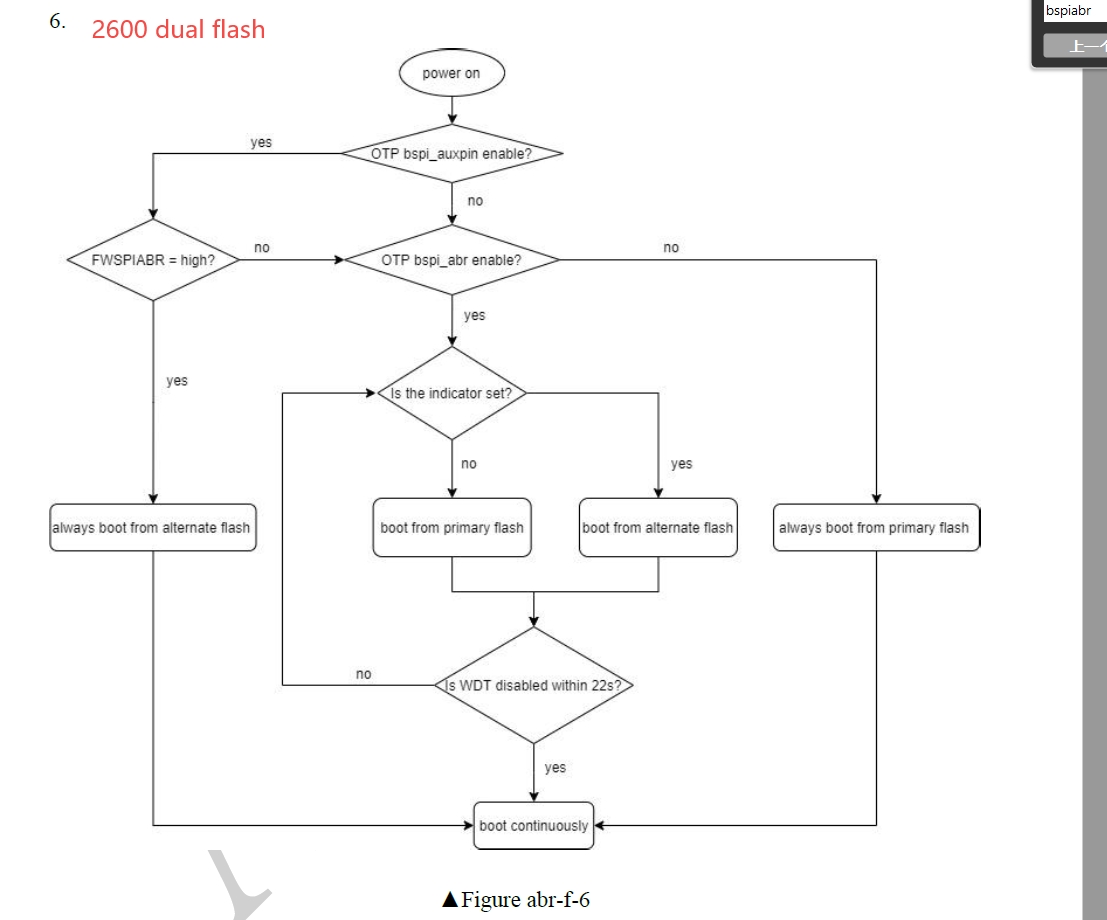 bspiabr
上一
6.
2600 dual flash
power on
yes
OTP bspi_auxpin enable?
no
FWSPIABR = high?
no
OTP bspi_abr enable?
no
yes
yes
Is the indicator set?
no
yes
always boot from alternate flash
boot from primary flash
boot from alternate flash
always boot from primary flash
no
Is WDT disabled within 22s?
yes
boot continuously
▲Figure abr-f-6